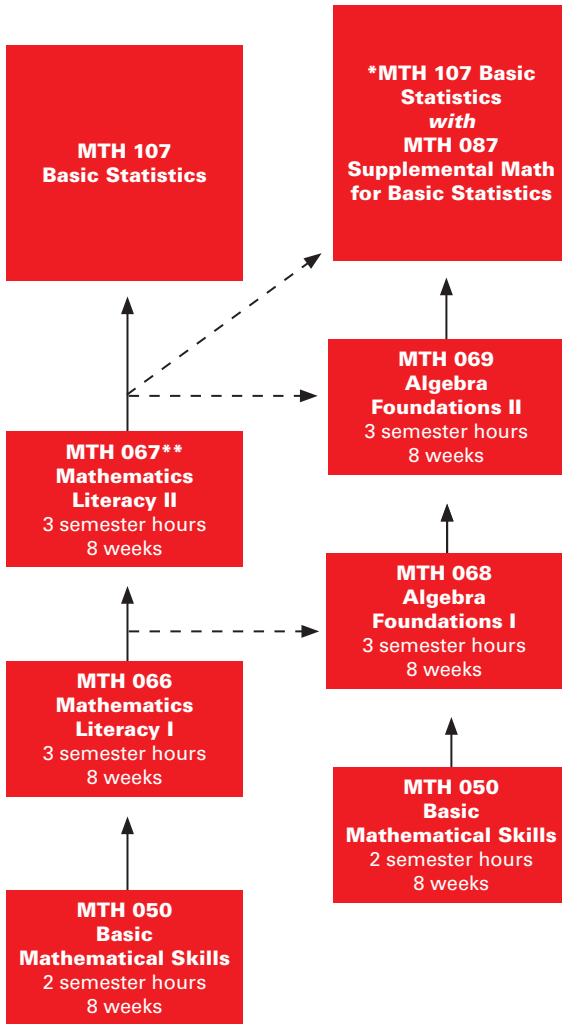 MTH 107
Basic Statistics
*MTH 107 Basic
Statistics
with
MTH 087
Supplemental Math
for Basic Statistics
MTH 067**
Mathematics
Literacy II
3 semester hours
8 weeks
MTH 069
Algebra
Foundations II
3 semester hours
8 weeks
MTH 066
Mathematics
Literacy I
3 semester hours
8 weeks
MTH 068
Algebra
Foundations I
3 semester hours
8 weeks
MTH 050
Basic
Mathematical Skills
2 semester hours
8 weeks
MTH 050
Basic
Mathematical Skills
2 semester hours
8 weeks